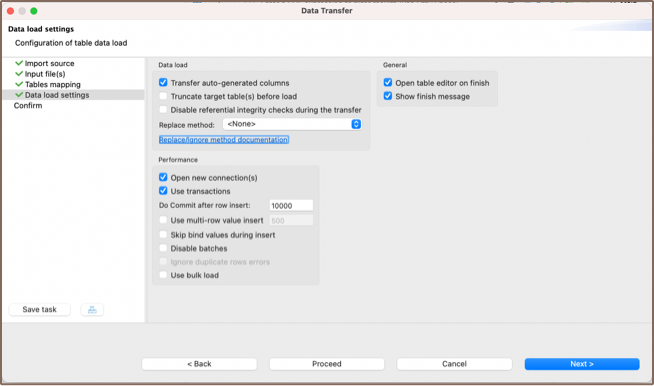 Data Transfer
Data load settings
Configuration of table data load
Import source
Input file(s)
Tables mapping
Data load settings
Confirm
Data load
Transfer auto-generated columns
Truncate target table(s) before load
Disable referential integrity checks during the transfer
Replace method: <None>
Replace/Ignore method documentation
General
Open table editor on finish
Show finish message
Performance
Open new connection(s)
Use transactions
Do Commit after row insert: 10000
Use multi-row value insert 500
Skip bind values during insert
Disable batches
Ignore duplicate rows errors
Use bulk load
Save task
< Back
Proceed
Cancel
Next >